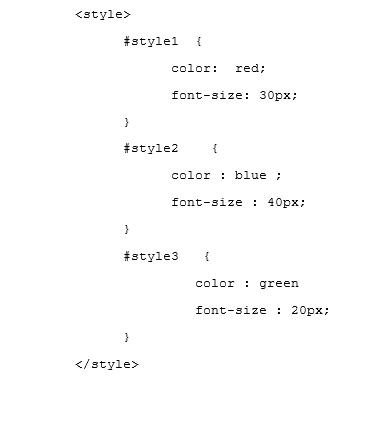 <style>
#style1 {
color: red;
font-size: 30px;
}
#style2 {
color : blue ;
font-size : 40px;
}
#style3 {
color : green
font-size : 20px;
}
</style>